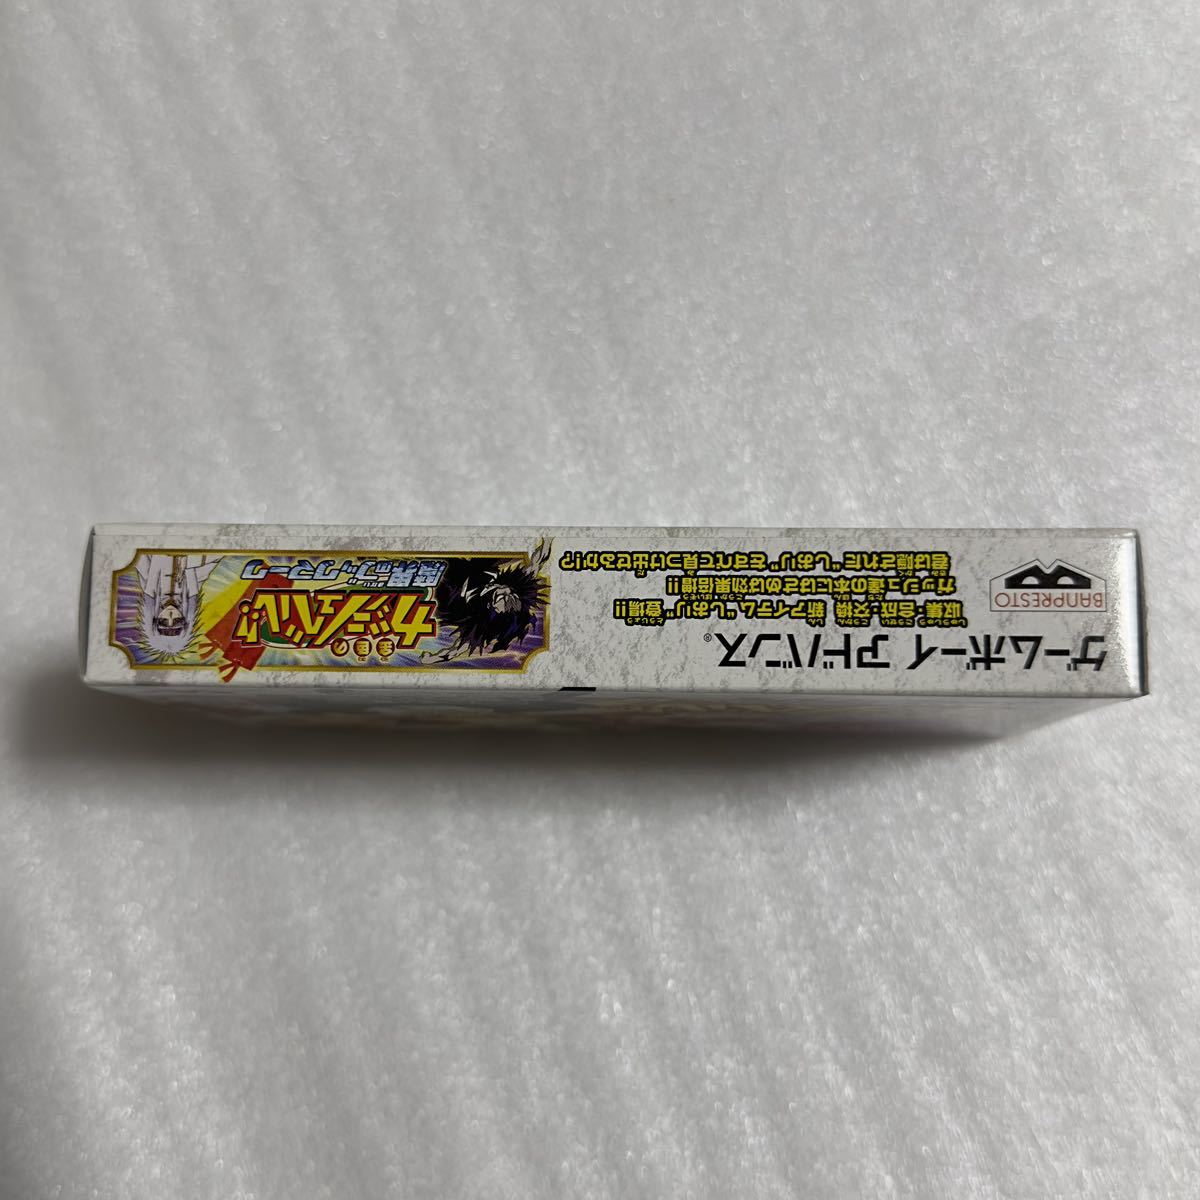 ゲームボーイ アドバンス®
BANPRESTO
収集・合成・交換 新アイテム“しおり”登場!!
ガッシュ達の本にはさめば効果倍増!!
君は隠された“しおり”をすべて見つけ出せるか!?
金色の
ガッシュベル!!
魔界のブックマーク